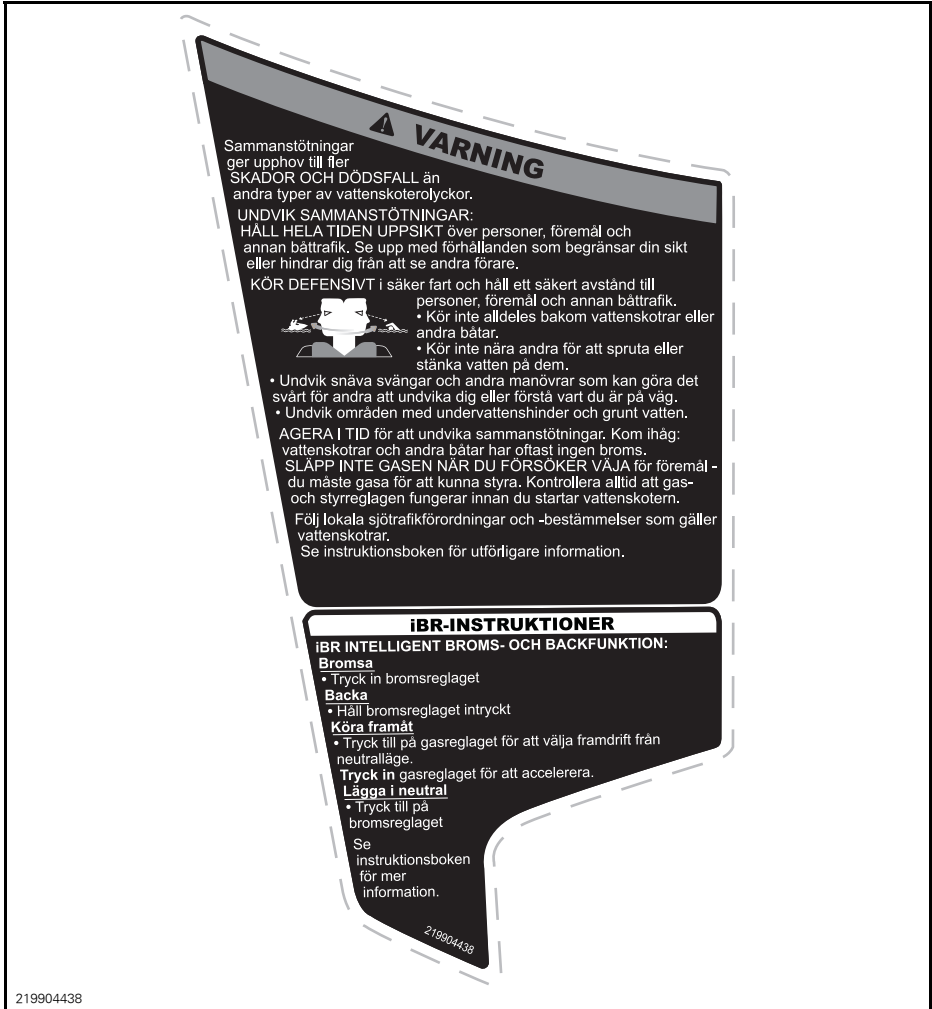 VARNING
Sammanstötningar
ger upphov till fler
SKADOR OCH DÖDSFALL än
andra typer av vattenskoterolyckor.
UNDVIK SAMMANSTÖTNINGAR:
HÅLL HELA TIDEN UPPSIKT över personer, föremål och
annan båttrafik. Se upp med förhållanden som begränsar din sikt
eller hindrar dig från att se andra förare.
KÖR DEFENSIVT i säker fart och håll ett säkert avstånd till
personer, föremål och annan båttrafik.
• Kör inte alldeles bakom vattenskotrar eller
andra båtar.
• Kör inte nära andra för att spruta eller
stänka vatten på dem.
• Undvik snäva svängar och andra manövrar som kan göra det
svårt för andra att undvika dig eller förstå vart du är på väg.
• Undvik områden med undervattenshinder och grunt vatten.
AGERA I TID för att undvika sammanstötningar. Kom ihåg:
vattenskotrar och andra båtar har oftast ingen broms.
SLÄPP INTE GASEN NÄR DU FÖRSÖKER VÄJA för föremål -
du måste gasa för att kunna styra. Kontrollera alltid att gas-
och styrreglagen fungerar innan du startar vattenskotern.
Följ lokala sjötrafikförordningar och -bestämmelser som gäller
vattenskotrar.
Se instruktionsboken för utförligare information.
iBR-INSTRUKTIONER
iBR INTELLIGENT BROMS- OCH BACKFUNKTION:
Bromsa
• Tryck in bromsreglaget
Backa
• Håll bromsreglaget intryckt
Köra framåt
• Tryck till på gasreglaget för att välja framdrift från
neutralläge.
Tryck in gasreglaget för att accelerera.
Lägga i neutral
• Tryck till på
bromsreglaget
Se
instruktionsboken
för mer
information.
219904438
219904438